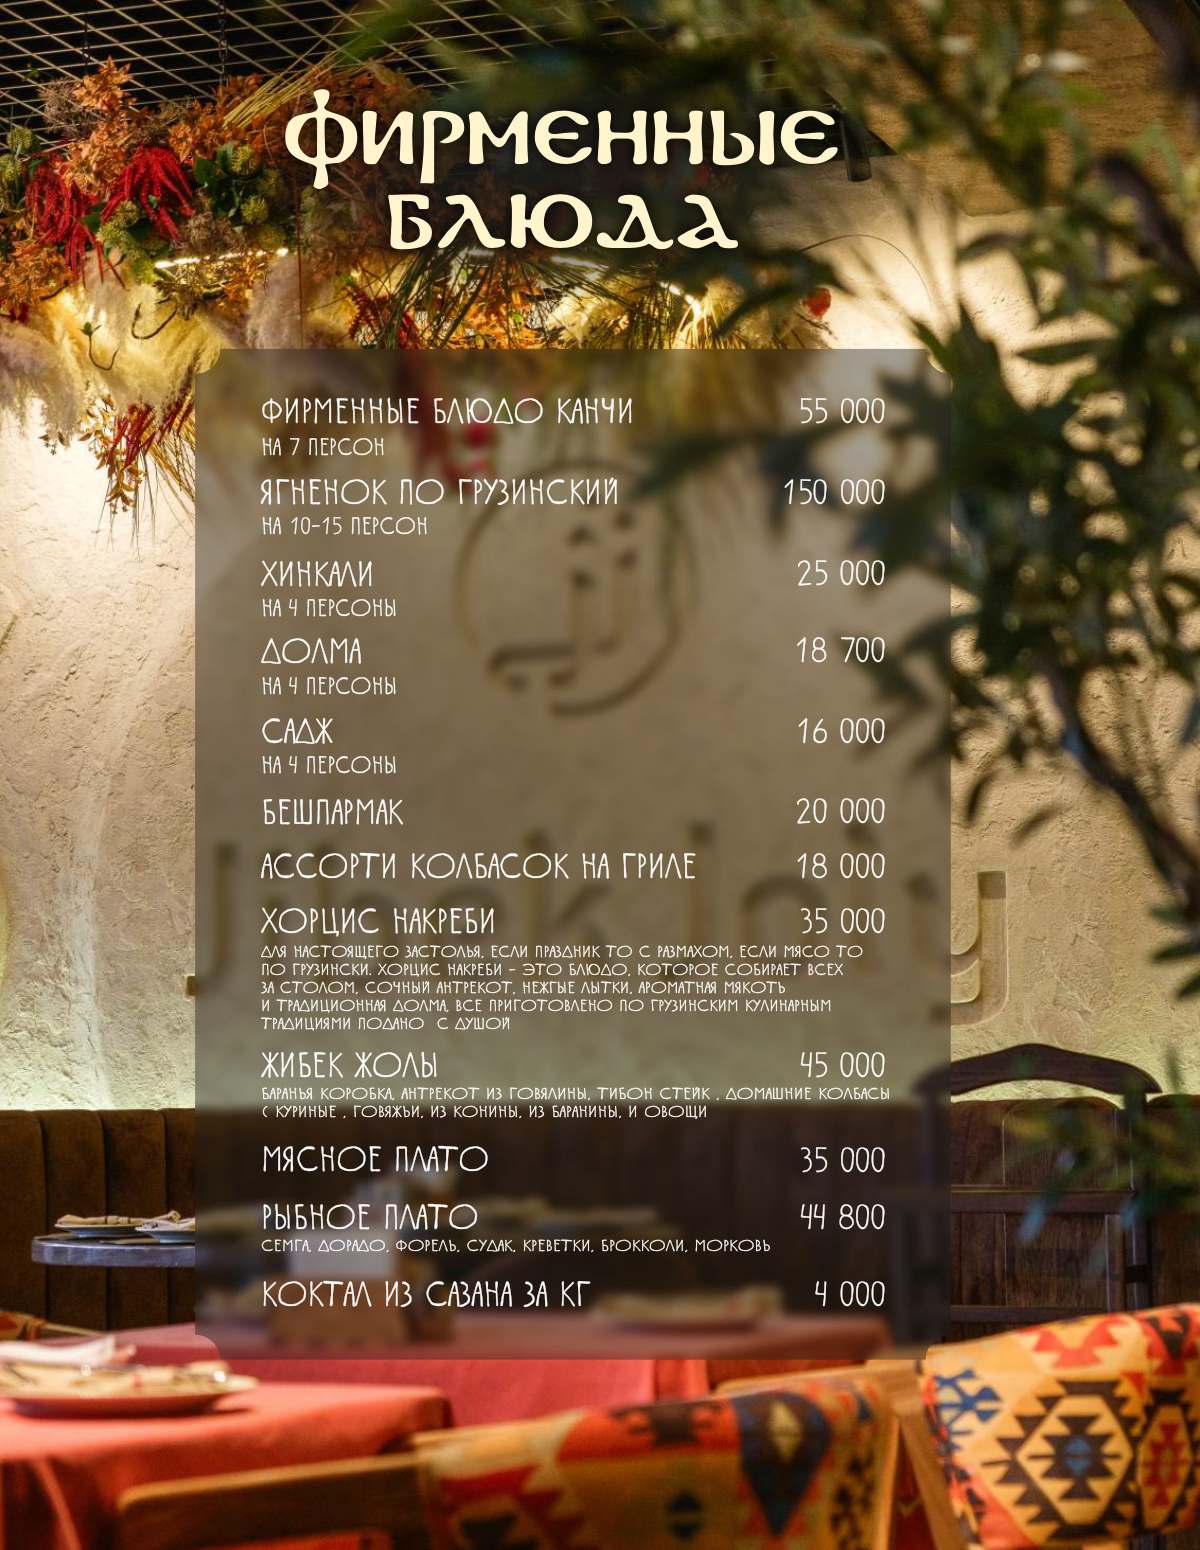 ФИРМЕННЫЕ
БЛЮДА
ФИРМЕННЫЕ БЛЮДО КАНЧИ 55 000
НА 7 ПЕРСОН
ЯГНЕНОК ПО ГРУЗИНСКИЙ 150 000
НА 10-15 ПЕРСОН
ХИНКАЛИ 25 000
НА 4 ПЕРСОНЫ
ДОЛМА 18 700
НА 4 ПЕРСОНЫ
САДЖ 16 000
НА 4 ПЕРСОНЫ
БЕШПАРМАК 20 000
АССОРТИ КОЛБАСОК НА ГРИЛЕ 18 000
ХОРЦИС НАКРЕБИ 35 000
ДЛЯ НАСТОЯЩЕГО ЗАСТОЛЬЯ, ЕСЛИ ПРАЗДНИК ТО С РАЗМАХОМ, ЕСЛИ МЯСО ТО
ПО ГРУЗИНСКИ. ХОРЦИС НАКРЕБИ - ЭТО БЛЮДО, КОТОРОЕ СОБИРАЕТ ВСЕХ
ЗА СТОЛОМ, СОЧНЫЙ АНТРЕКОТ, НЕЖГЫЕ ЛЫТКИ, АРОМАТНАЯ МЯКОТЬ
И ТРАДИЦИОННАЯ ДОЛМА, ВСЕ ПРИГОТОВЛЕНО ПО ГРУЗИНСКИМ КУЛИНАРНЫМ
ТРАДИЦИЯМИ ПОДАНО С ДУШОЙ
ЖИБЕК ЖОЛЫ 45 000
БАРАНЬЯ КОРОБКА, АНТРЕКОТ ИЗ ГОВЯЛИНЫ, ТИБОН СТЕЙК , ДОМАШНИЕ КОЛБАСЫ
( КУРИНЫЕ , ГОВЯЖЬИ, ИЗ КОНИНЫ, ИЗ БАРАНИНЫ, И ОВОЩИ
МЯСНОЕ ПЛАТО 35 000
РЫБНОЕ ПЛАТО 44 800
СЕМГА, ДОРАДО, ФОРЕЛЬ, СУДАК, КРЕВЕТКИ, БРОККОЛИ, МОРКОВЬ
КОКТАЛ ИЗ САЗАНА ЗА КГ 4 000